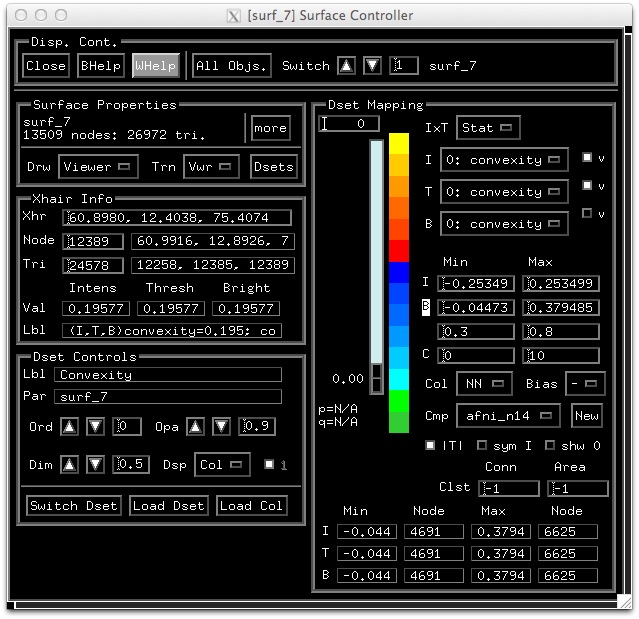 [surf_7] Surface Controller
Disp. Cont.
Close BHelp WHelp All Objs. Switch 1 surf_7
Surface Properties
surf_7
13509 nodes: 26972 tri.
more
Drw Viewer Trn Vwr Dsets
Xhair Info
Xhr 60.8980, 12.4038, 75.4074
Node 12389 60.9916, 12.8926, 7
Tri 24578 12258, 12385, 12389
Intens Thresh Bright
Val 0.19577 0.19577 0.19577
Lbl (I,T,B)convexity=0.195; co
Dset Controls
Lbl Convexity
Par surf_7
Ord 0 Opa 0.9
Dim 0.5 Dsp Col 1
Switch Dset Load Dset Load Col
Dset Mapping
I 0
IxT Stat
I 0: convexity v
T 0: convexity v
B 0: convexity v
Min Max
I -0.25349 0.253499
B -0.04473 0.379485
0.3 0.8
C 0 10
0.00
p=N/A
q=N/A
Col NN Bias -
Cmp afni_n14 New
|T| sym I shw 0
Conn Area
Clst -1 -1
Min Node Max Node
I -0.044 4691 0.3794 6625
T -0.044 4691 0.3794 6625
B -0.044 4691 0.3794 6625